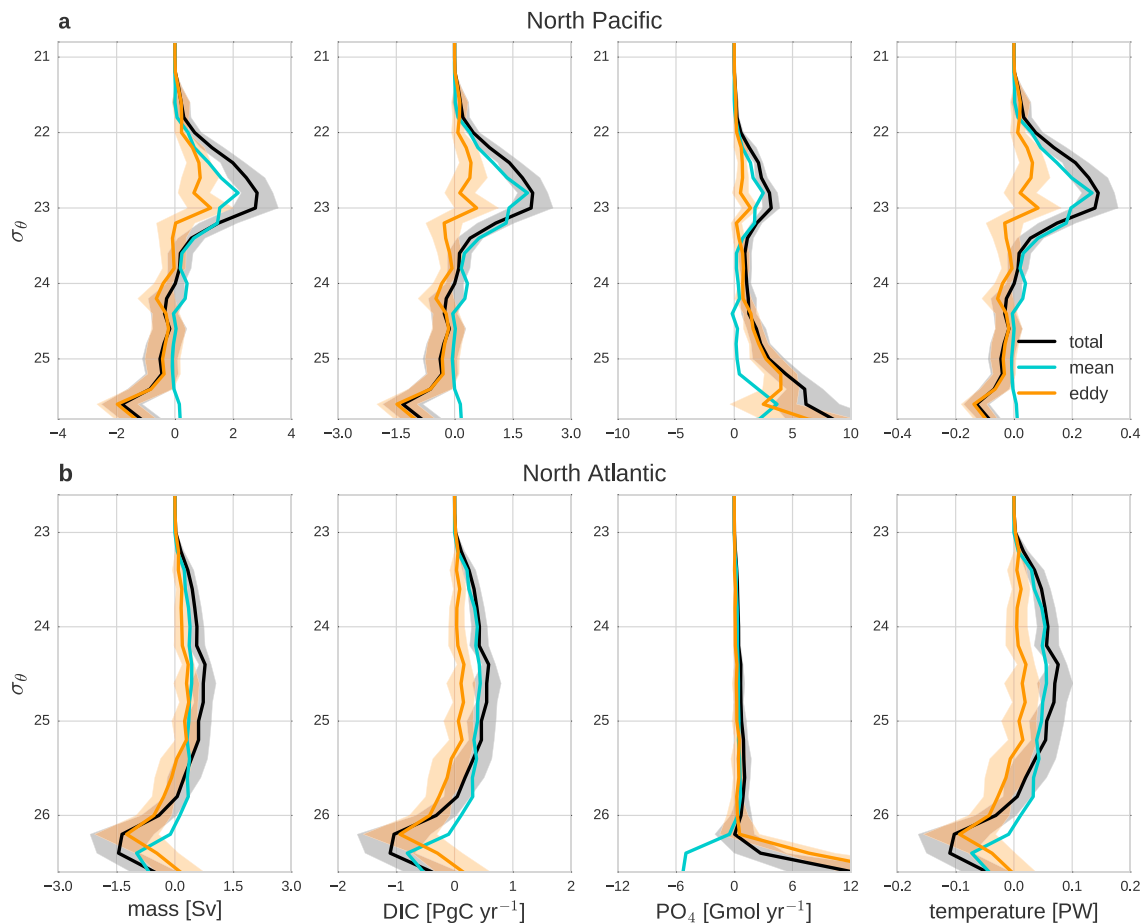 a North Pacific
21
22
23
24
25
σθ
−4 −2 0 2 4
−3.0 −1.5 0.0 1.5 3.0
−10 −5 0 5 10
−0.4 −0.2 0.0 0.2 0.4
total
mean
eddy
b North Atlantic
23
24
25
26
σθ
−3.0 −1.5 0.0 1.5 3.0
−2 −1 0 1 2
−12 −6 0 6 12
−0.2 −0.1 0.0 0.1 0.2
mass [Sv] DIC [PgC yr⁻¹] PO₄ [Gmol yr⁻¹] temperature [PW]